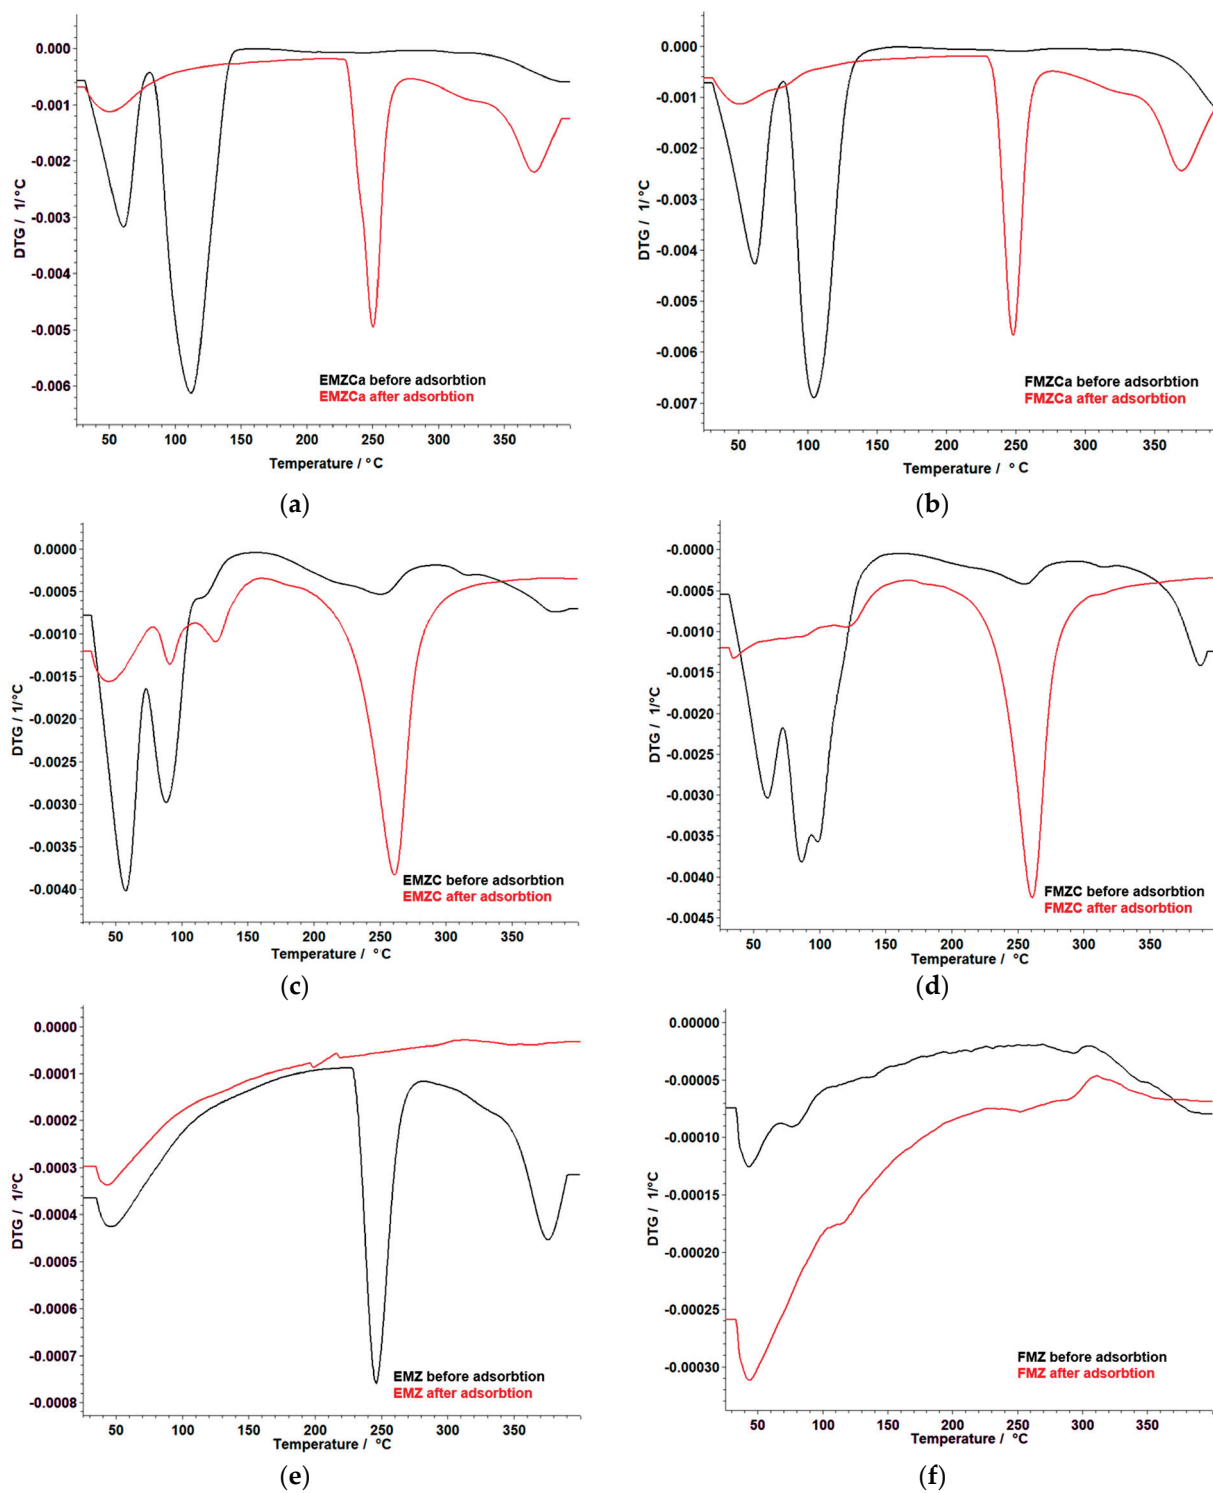 0.000
-0.001
-0.002
-0.003
-0.004
-0.005
-0.006
DTG / 1/°C
EMZCa before adsorbtion
EMZCa after adsorbtion
50 100 150 200 250 300 350
Temperature / °C
(a)
0.000
-0.001
-0.002
-0.003
-0.004
-0.005
-0.006
-0.007
DTG / 1/°C
FMZCa before adsorbtion
FMZCa after adsorbtion
50 100 150 200 250 300 350
Temperature / °C
(b)
0.0000
-0.0005
-0.0010
-0.0015
-0.0020
-0.0025
-0.0030
-0.0035
-0.0040
DTG / 1/°C
EMZC before adsorbtion
EMZC after adsorbtion
50 100 150 200 250 300 350
Temperature / °C
(c)
-0.0000
-0.0005
-0.0010
-0.0015
-0.0020
-0.0025
-0.0030
-0.0035
-0.0040
-0.0045
DTG / 1/°C
FMZC before adsorbtion
FMZC after adsorbtion
50 100 150 200 250 300 350
Temperature / °C
(d)
0.0000
-0.0001
-0.0002
-0.0003
-0.0004
-0.0005
-0.0006
-0.0007
-0.0008
DTG / 1/°C
EMZ before adsorbtion
EMZ after adsorbtion
50 100 150 200 250 300 350
Temperature / °C
(e)
0.00000
-0.00005
-0.00010
-0.00015
-0.00020
-0.00025
-0.00030
DTG / 1/°C
FMZ before adsorbtion
FMZ after adsorbtion
50 100 150 200 250 300 350
Temperature / °C
(f)